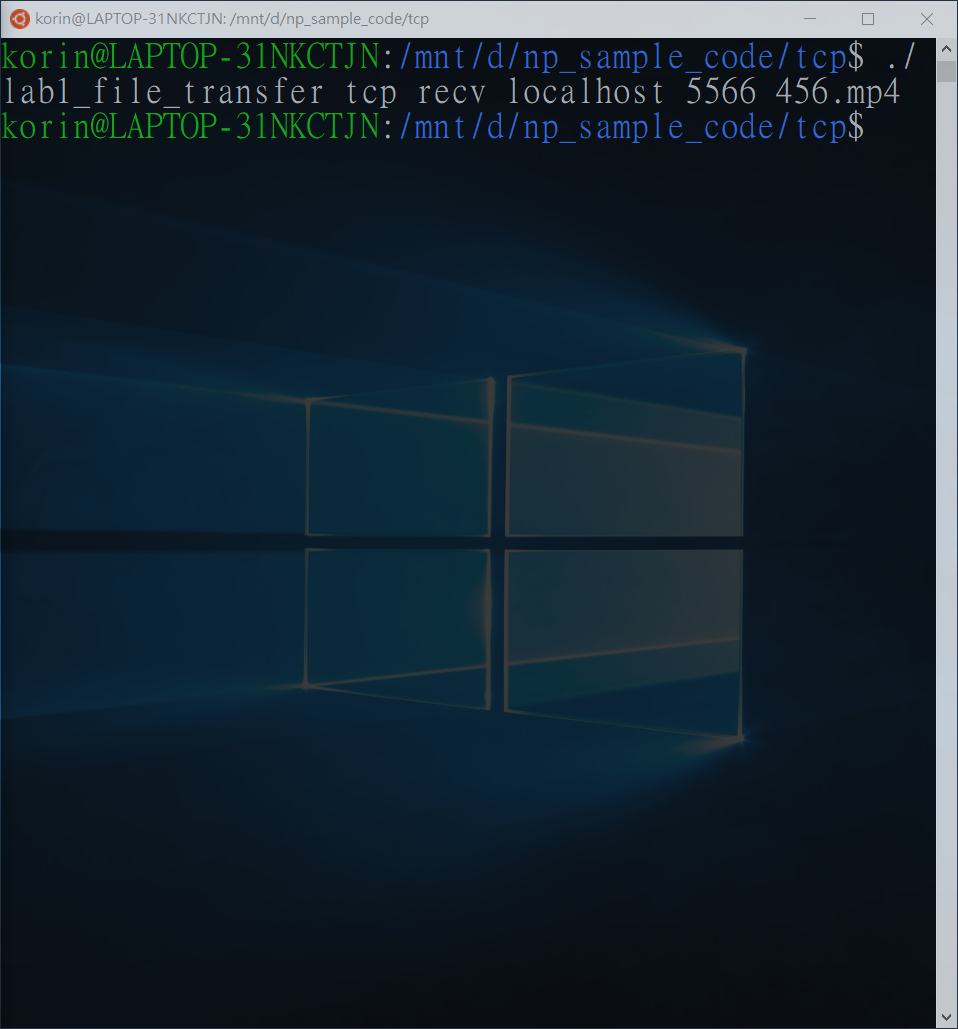 korin@LAPTOP-31NKCTJN: /mnt/d/np_sample_code/tcp
korin@LAPTOP-31NKCTJN:/mnt/d/np_sample_code/tcp$ ./
lab1_file_transfer tcp recv localhost 5566 456.mp4
korin@LAPTOP-31NKCTJN:/mnt/d/np_sample_code/tcp$